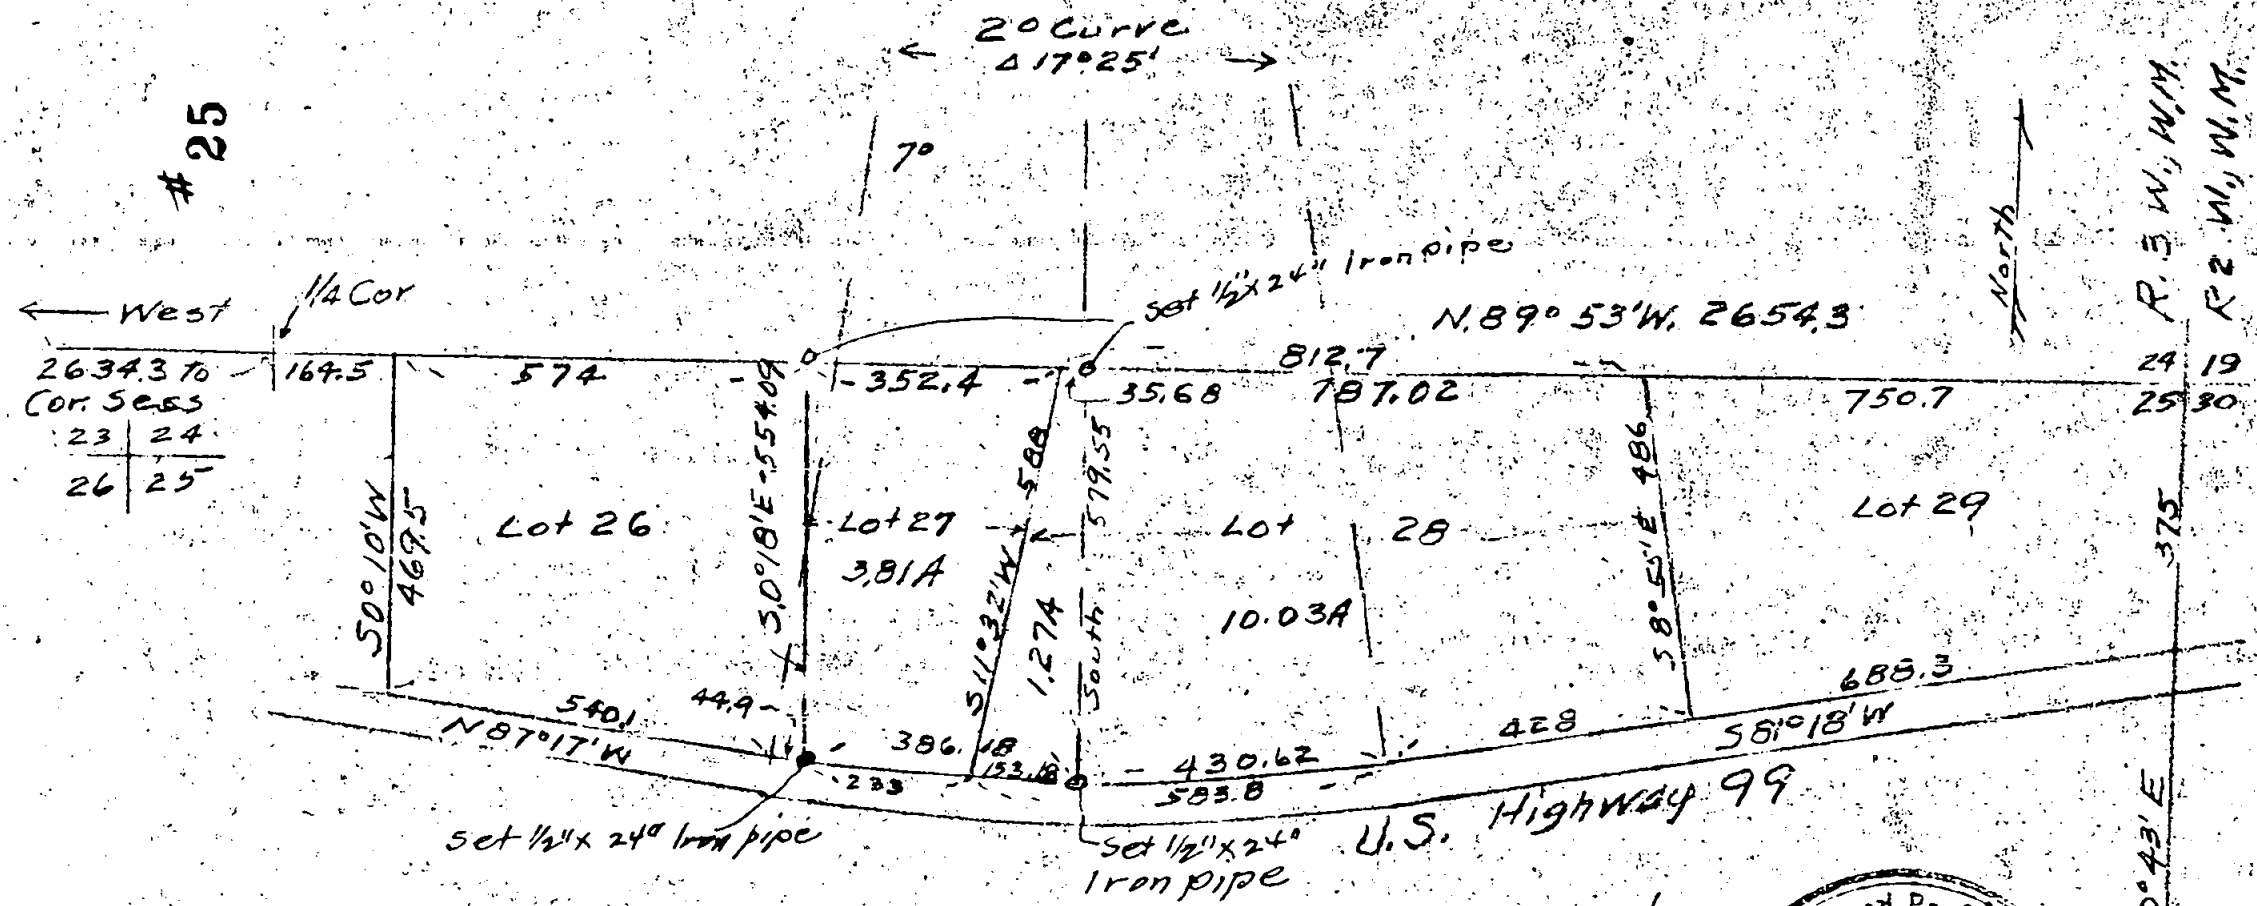 # 25
2° Curve
Δ 17°25'
7°
North
R. 3 W., W.M.
R 2 W., W.M.
← West
1/4 Cor
Set 1/2" x 24" Iron pipe
N. 89° 53' W. 2654.3
2634.3 to
Cor. Secs
23 | 24
26 | 25
164.5
574
352.4
35.68
812.7
787.02
750.7
24 | 19
25 | 30
S0°10'W
469.5
Lot 26
S.0°18'E - 554.09
Lot 27
3.81A
S11°32'W 588
1.27A
South 579.55
Lot 28
10.03A
S8°55'E 486
Lot 29
375
540.1
44.9
N87°17'W
386.18
233
153.18
430.62
583.8
428
688.3
S81°18'W
U.S. Highway 99
Set 1/2" x 24" Iron pipe
Set 1/2" x 24"
Iron pipe
0°43' E